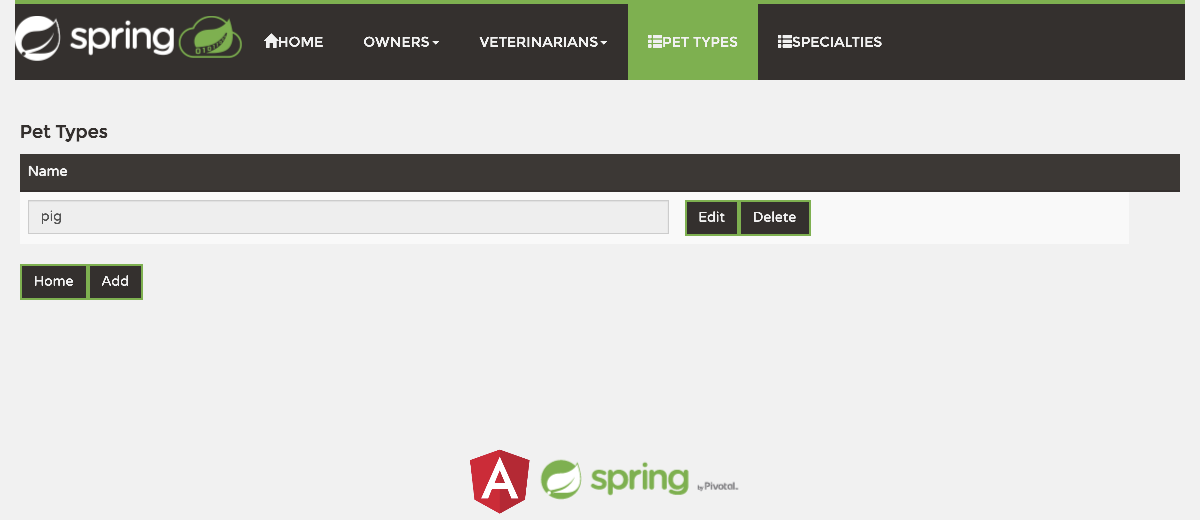 spring HOME OWNERS VETERINARIANS PET TYPES SPECIALTIES
Pet Types
Name
pig Edit Delete
Home Add
spring by Pivotal.